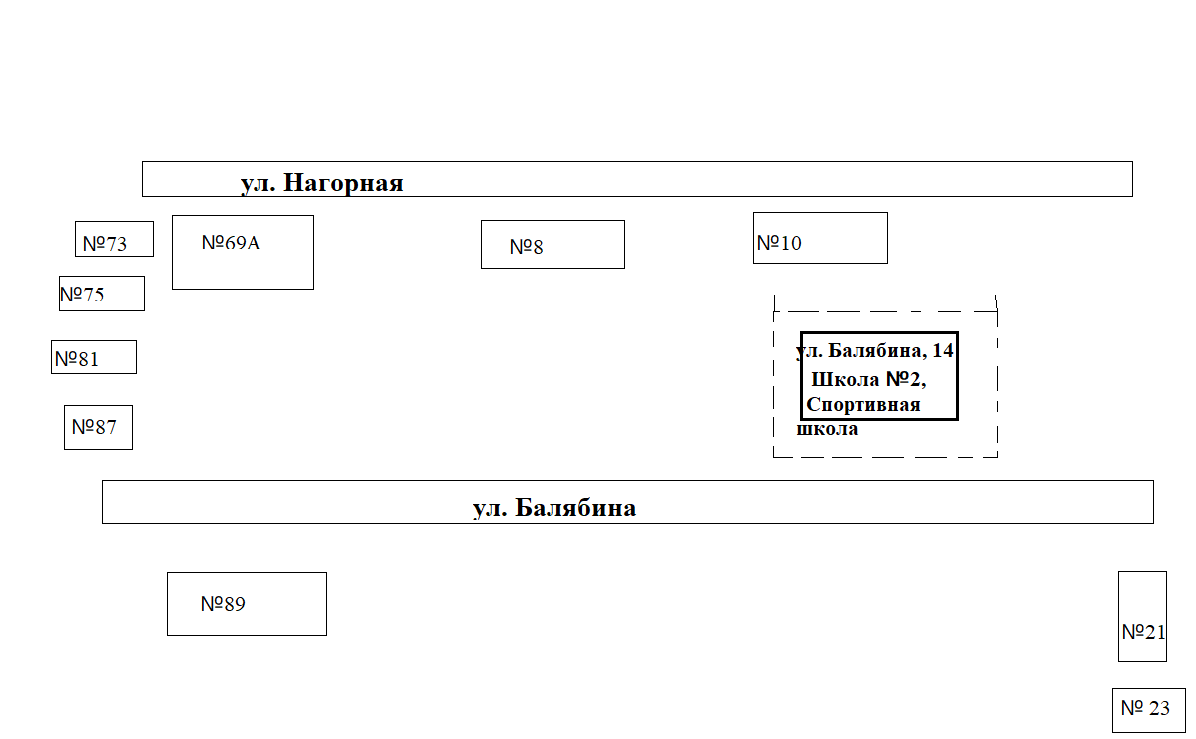 ул. Нагорная
№73
№69А
№8
№10
№75
№81
№87
ул. Балябина, 14
Школа №2,
Спортивная
школа
ул. Балябина
№89
№21
№ 23